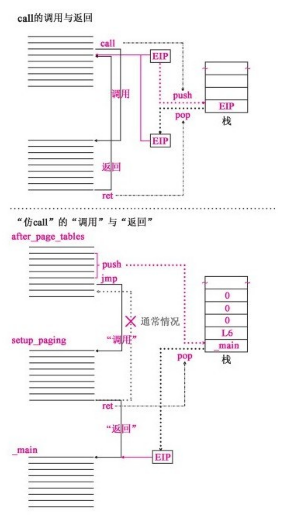 call的调用与返回
call
EIP
调用
push
pop
EIP
栈
EIP
返回
ret
“仿call”的“调用”与“返回”
after_page_tables
push
jmp
0
0
通常情况
0
L6
setup_paging
“调用”
_main
pop
栈
ret
“返回”
_main
EIP